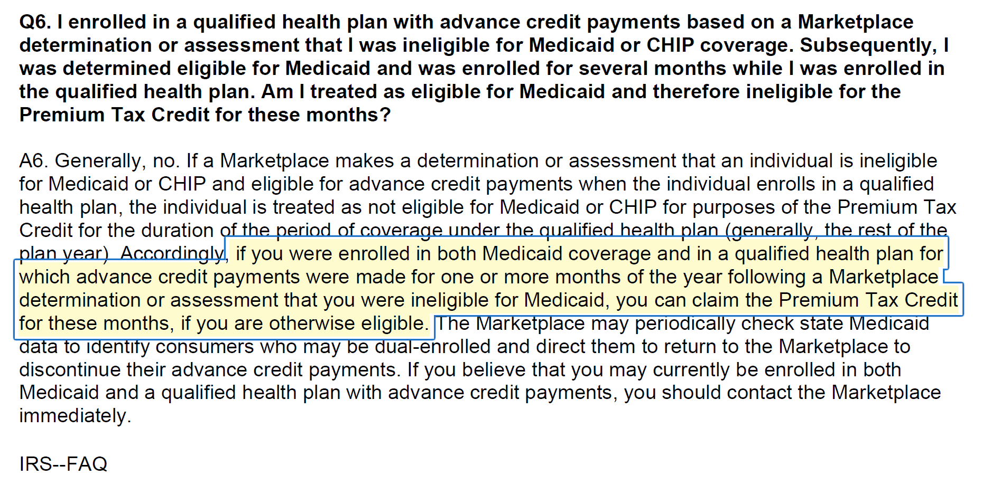 Q6. I enrolled in a qualified health plan with advance credit payments based on a Marketplace
determination or assessment that I was ineligible for Medicaid or CHIP coverage. Subsequently, I
was determined eligible for Medicaid and was enrolled for several months while I was enrolled in
the qualified health plan. Am I treated as eligible for Medicaid and therefore ineligible for the
Premium Tax Credit for these months?
A6. Generally, no. If a Marketplace makes a determination or assessment that an individual is ineligible
for Medicaid or CHIP and eligible for advance credit payments when the individual enrolls in a qualified
health plan, the individual is treated as not eligible for Medicaid or CHIP for purposes of the Premium Tax
Credit for the duration of the period of coverage under the qualified health plan (generally, the rest of the
plan year). Accordingly, if you were enrolled in both Medicaid coverage and in a qualified health plan for
which advance credit payments were made for one or more months of the year following a Marketplace
determination or assessment that you were ineligible for Medicaid, you can claim the Premium Tax Credit
for these months, if you are otherwise eligible. The Marketplace may periodically check state Medicaid
data to identify consumers who may be dual-enrolled and direct them to return to the Marketplace to
discontinue their advance credit payments. If you believe that you may currently be enrolled in both
Medicaid and a qualified health plan with advance credit payments, you should contact the Marketplace
immediately.
IRS--FAQ